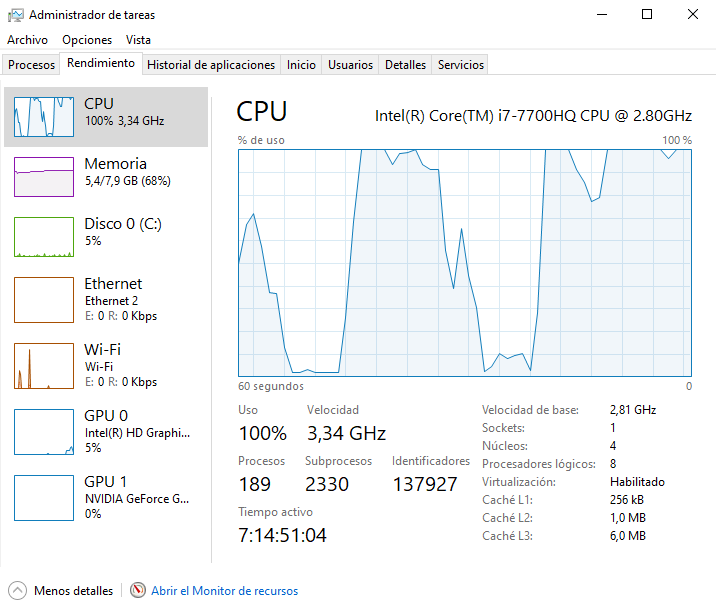 Administrador de tareas
Archivo Opciones Vista
Procesos Rendimiento Historial de aplicaciones Inicio Usuarios Detalles Servicios
CPU
100% 3,34 GHz
Memoria
5,4/7,9 GB (68%)
Disco 0 (C:)
5%
Ethernet
Ethernet 2
E: 0 R: 0 Kbps
Wi-Fi
Wi-Fi
E: 0 R: 0 Kbps
GPU 0
Intel(R) HD Graphi...
5%
GPU 1
NVIDIA GeForce G...
0%
CPU Intel(R) Core(TM) i7-7700HQ CPU @ 2.80GHz
% de uso 100 %
60 segundos 0
Uso Velocidad
100% 3,34 GHz
Procesos Subprocesos Identificadores
189 2330 137927
Tiempo activo
7:14:51:04
Velocidad de base: 2,81 GHz
Sockets: 1
Núcleos: 4
Procesadores lógicos: 8
Virtualización: Habilitado
Caché L1: 256 kB
Caché L2: 1,0 MB
Caché L3: 6,0 MB
Menos detalles Abrir el Monitor de recursos